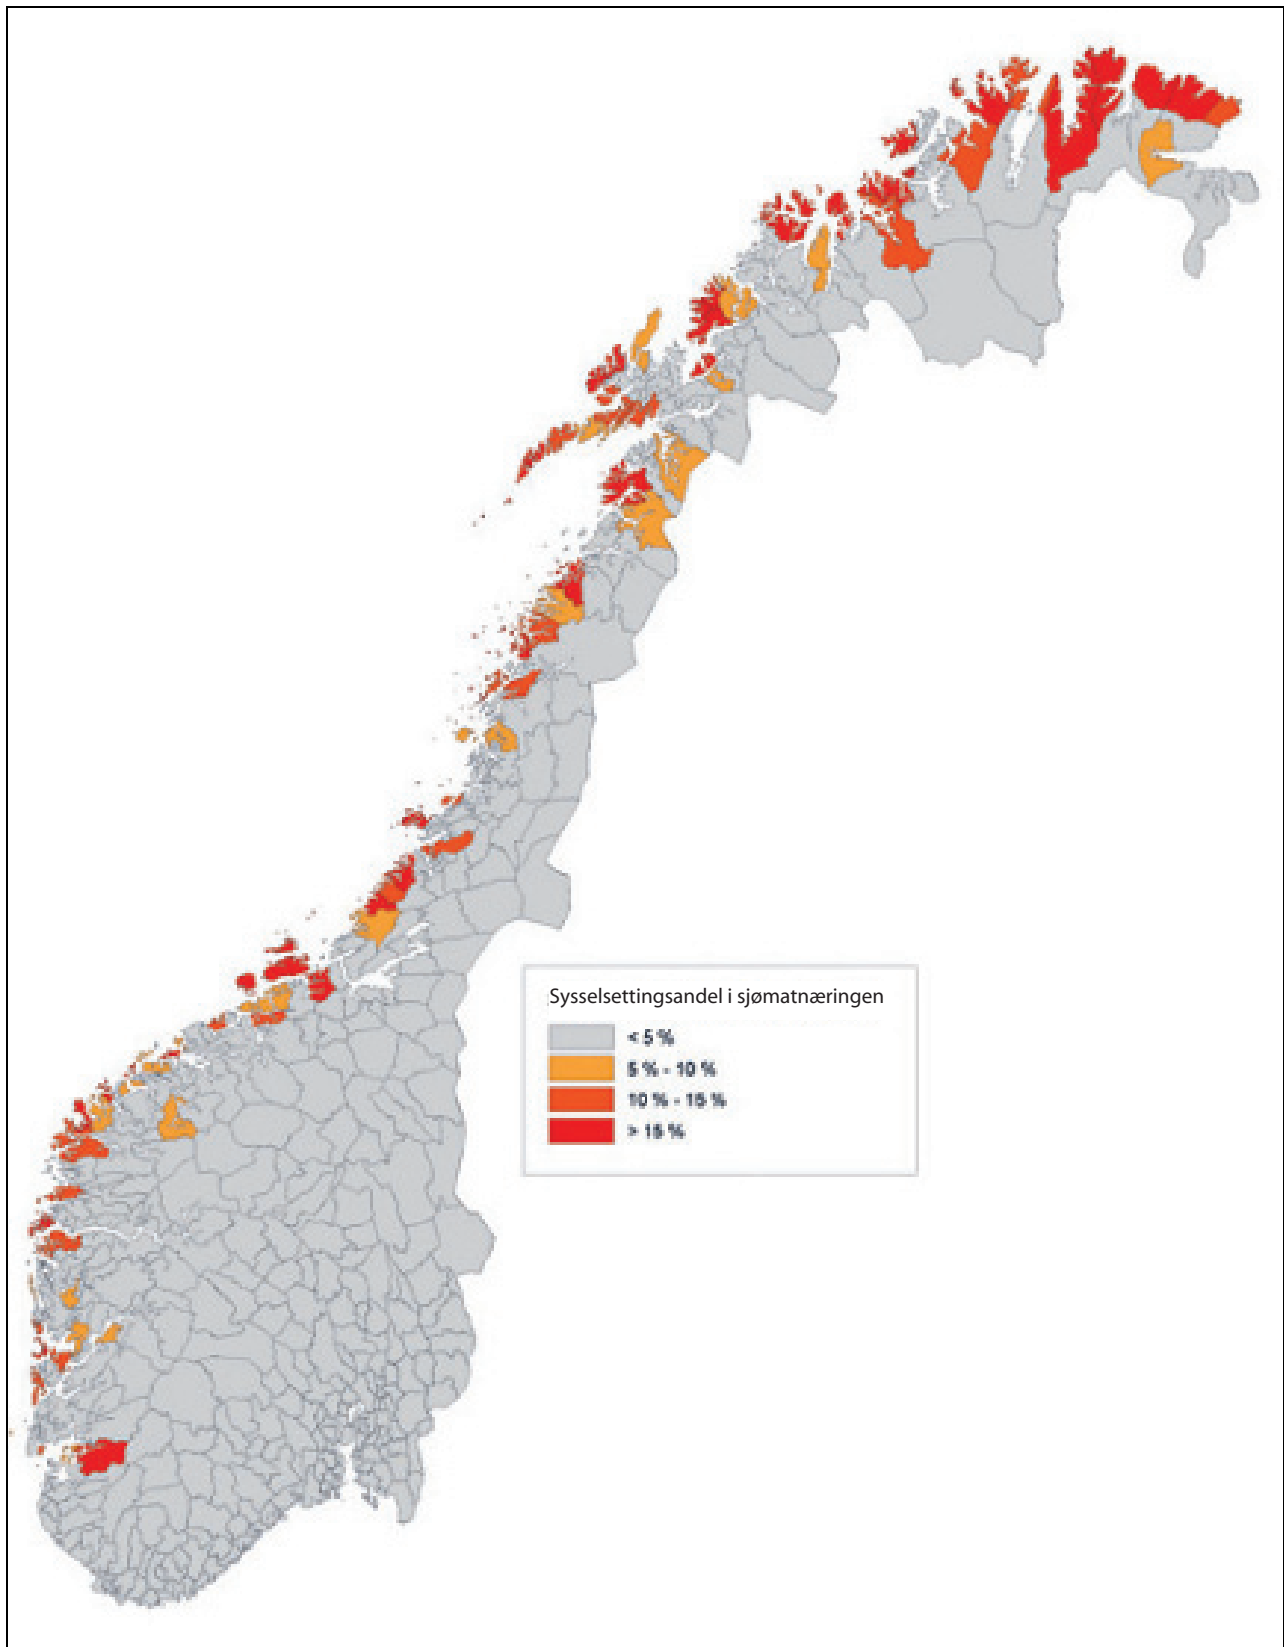 Sysselsettingsandel i sjømatnæringen
< 5 %
5 % - 10 %
10 % - 15 %
> 15 %